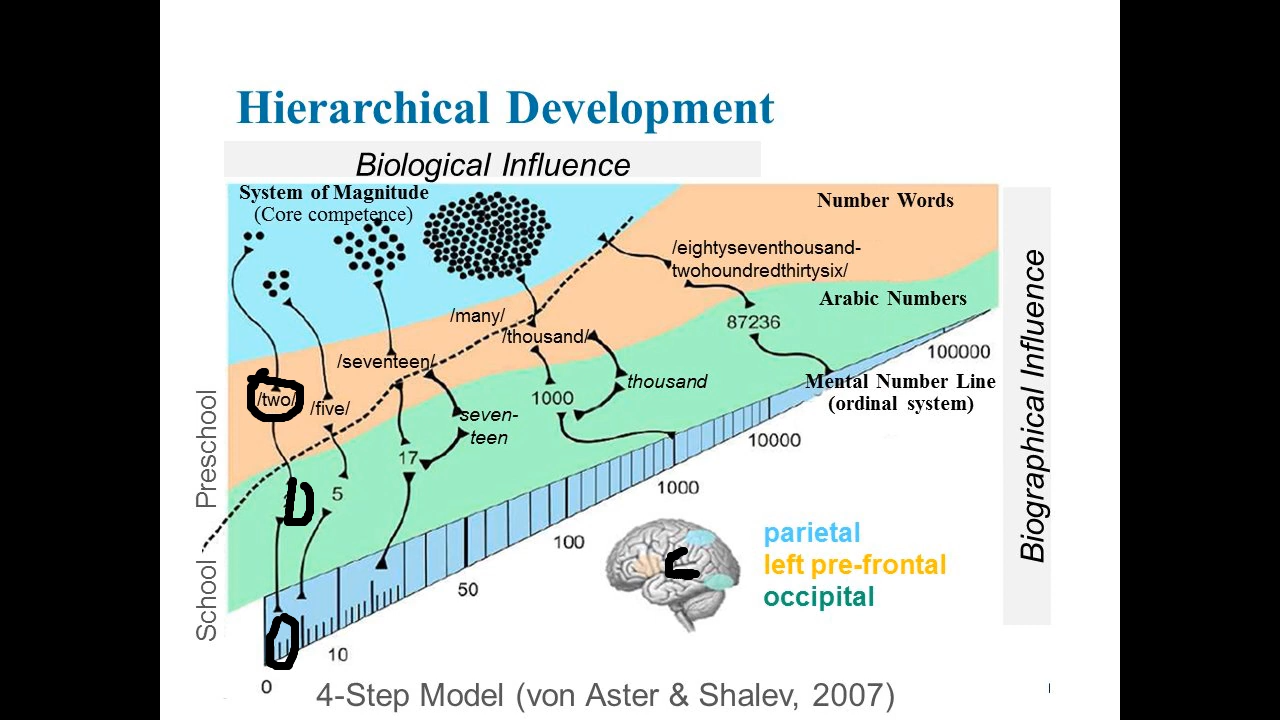 Hierarchical Development
Biological Influence
System of Magnitude
(Core competence)
Number Words
/eightyseventhousand-
twohoundredthirtysix/
Arabic Numbers
/many/
/thousand/
87236
/seventeen/
100000
thousand
Mental Number Line
(ordinal system)
/two/
/five/
1000
seven-
teen
10000
17
5
1000
100
50
10
0
parietal
left pre-frontal
occipital
Preschool
School
Biographical Influence
4-Step Model (von Aster & Shalev, 2007)